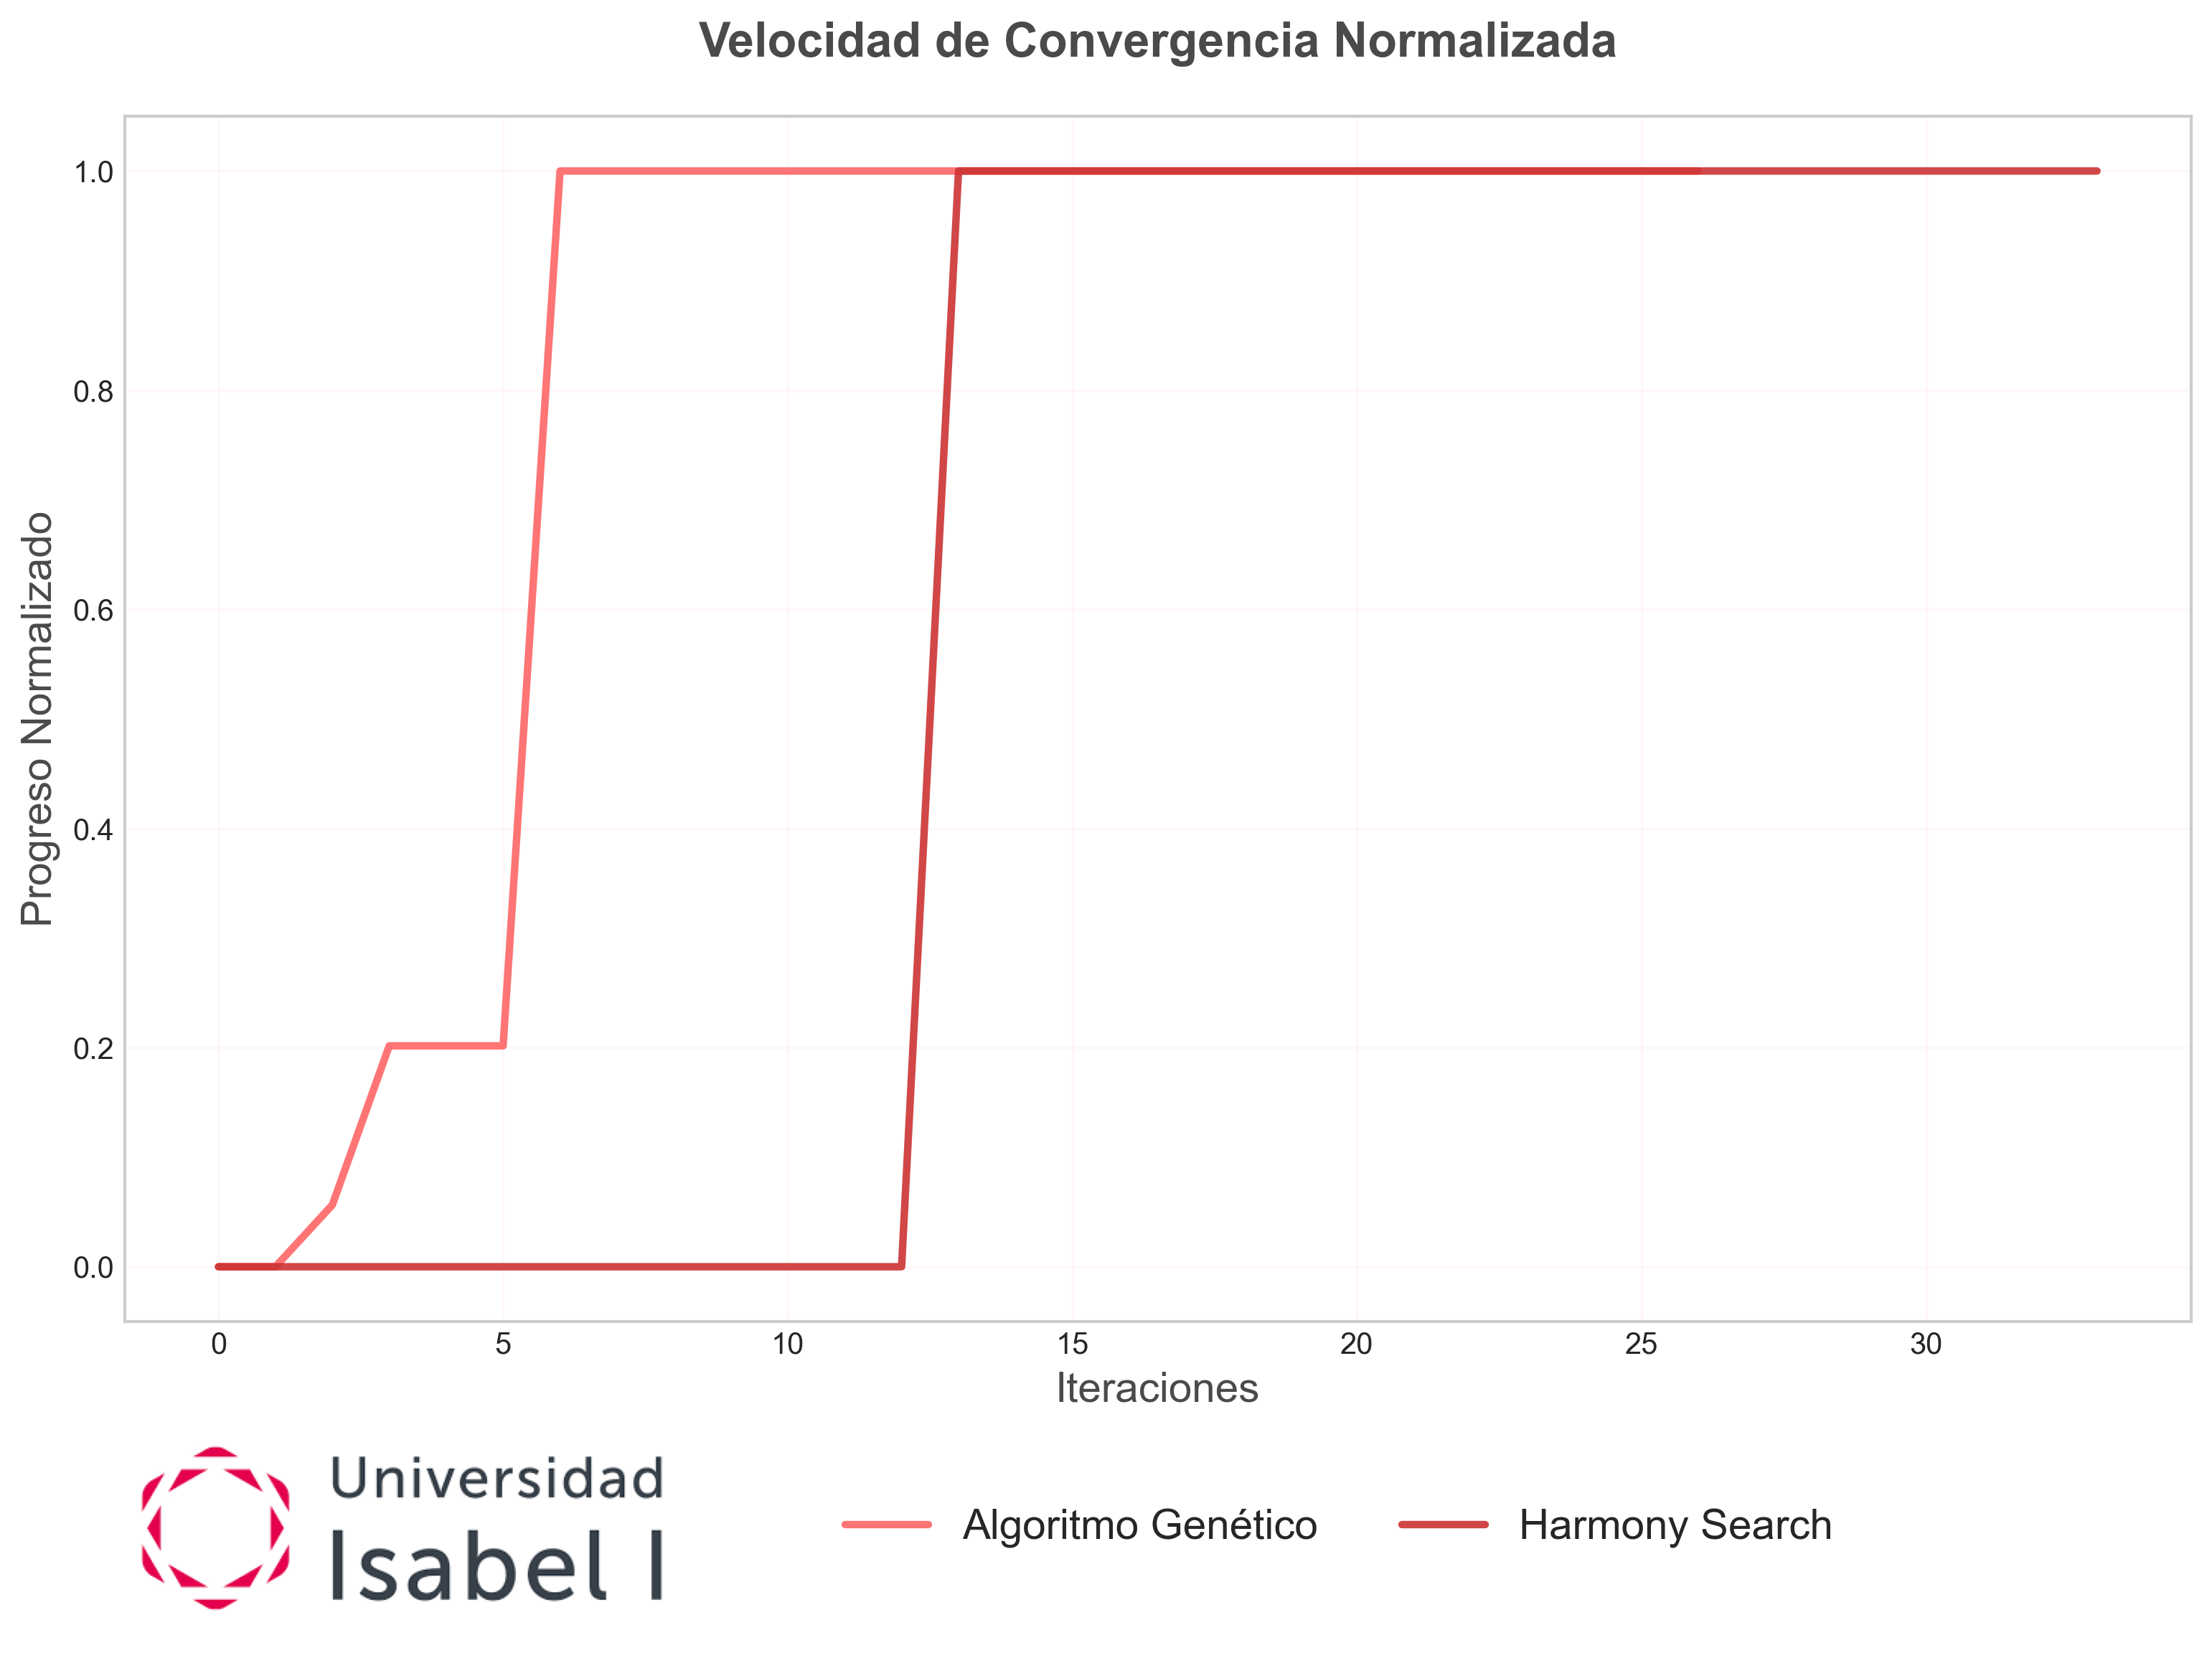 Velocidad de Convergencia Normalizada
Progreso Normalizado
1.0
0.8
0.6
0.4
0.2
0.0
0 5 10 15 20 25 30
Iteraciones
Universidad
Isabel I
Algoritmo Genético Harmony Search